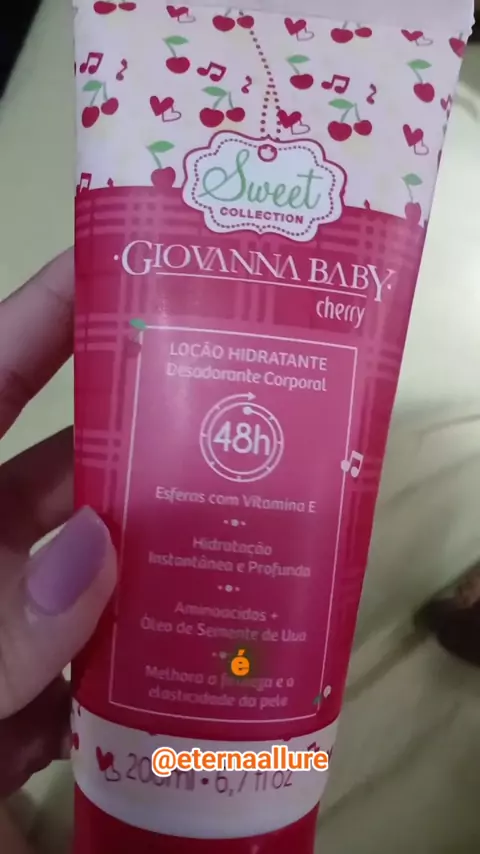 Sweet
COLLECTION
GIOVANNA BABY
cherry
LOÇÃO HIDRATANTE
Desodorante Corporal
48h
Esferas com Vitamina E
Hidratação
Instantânea e Profunda
Aminoácidos +
Óleo de Semente de Uva
é
Melhora a firmeza e a
elasticidade da pele
@eternaallure
200ml • 6,7 fl oz